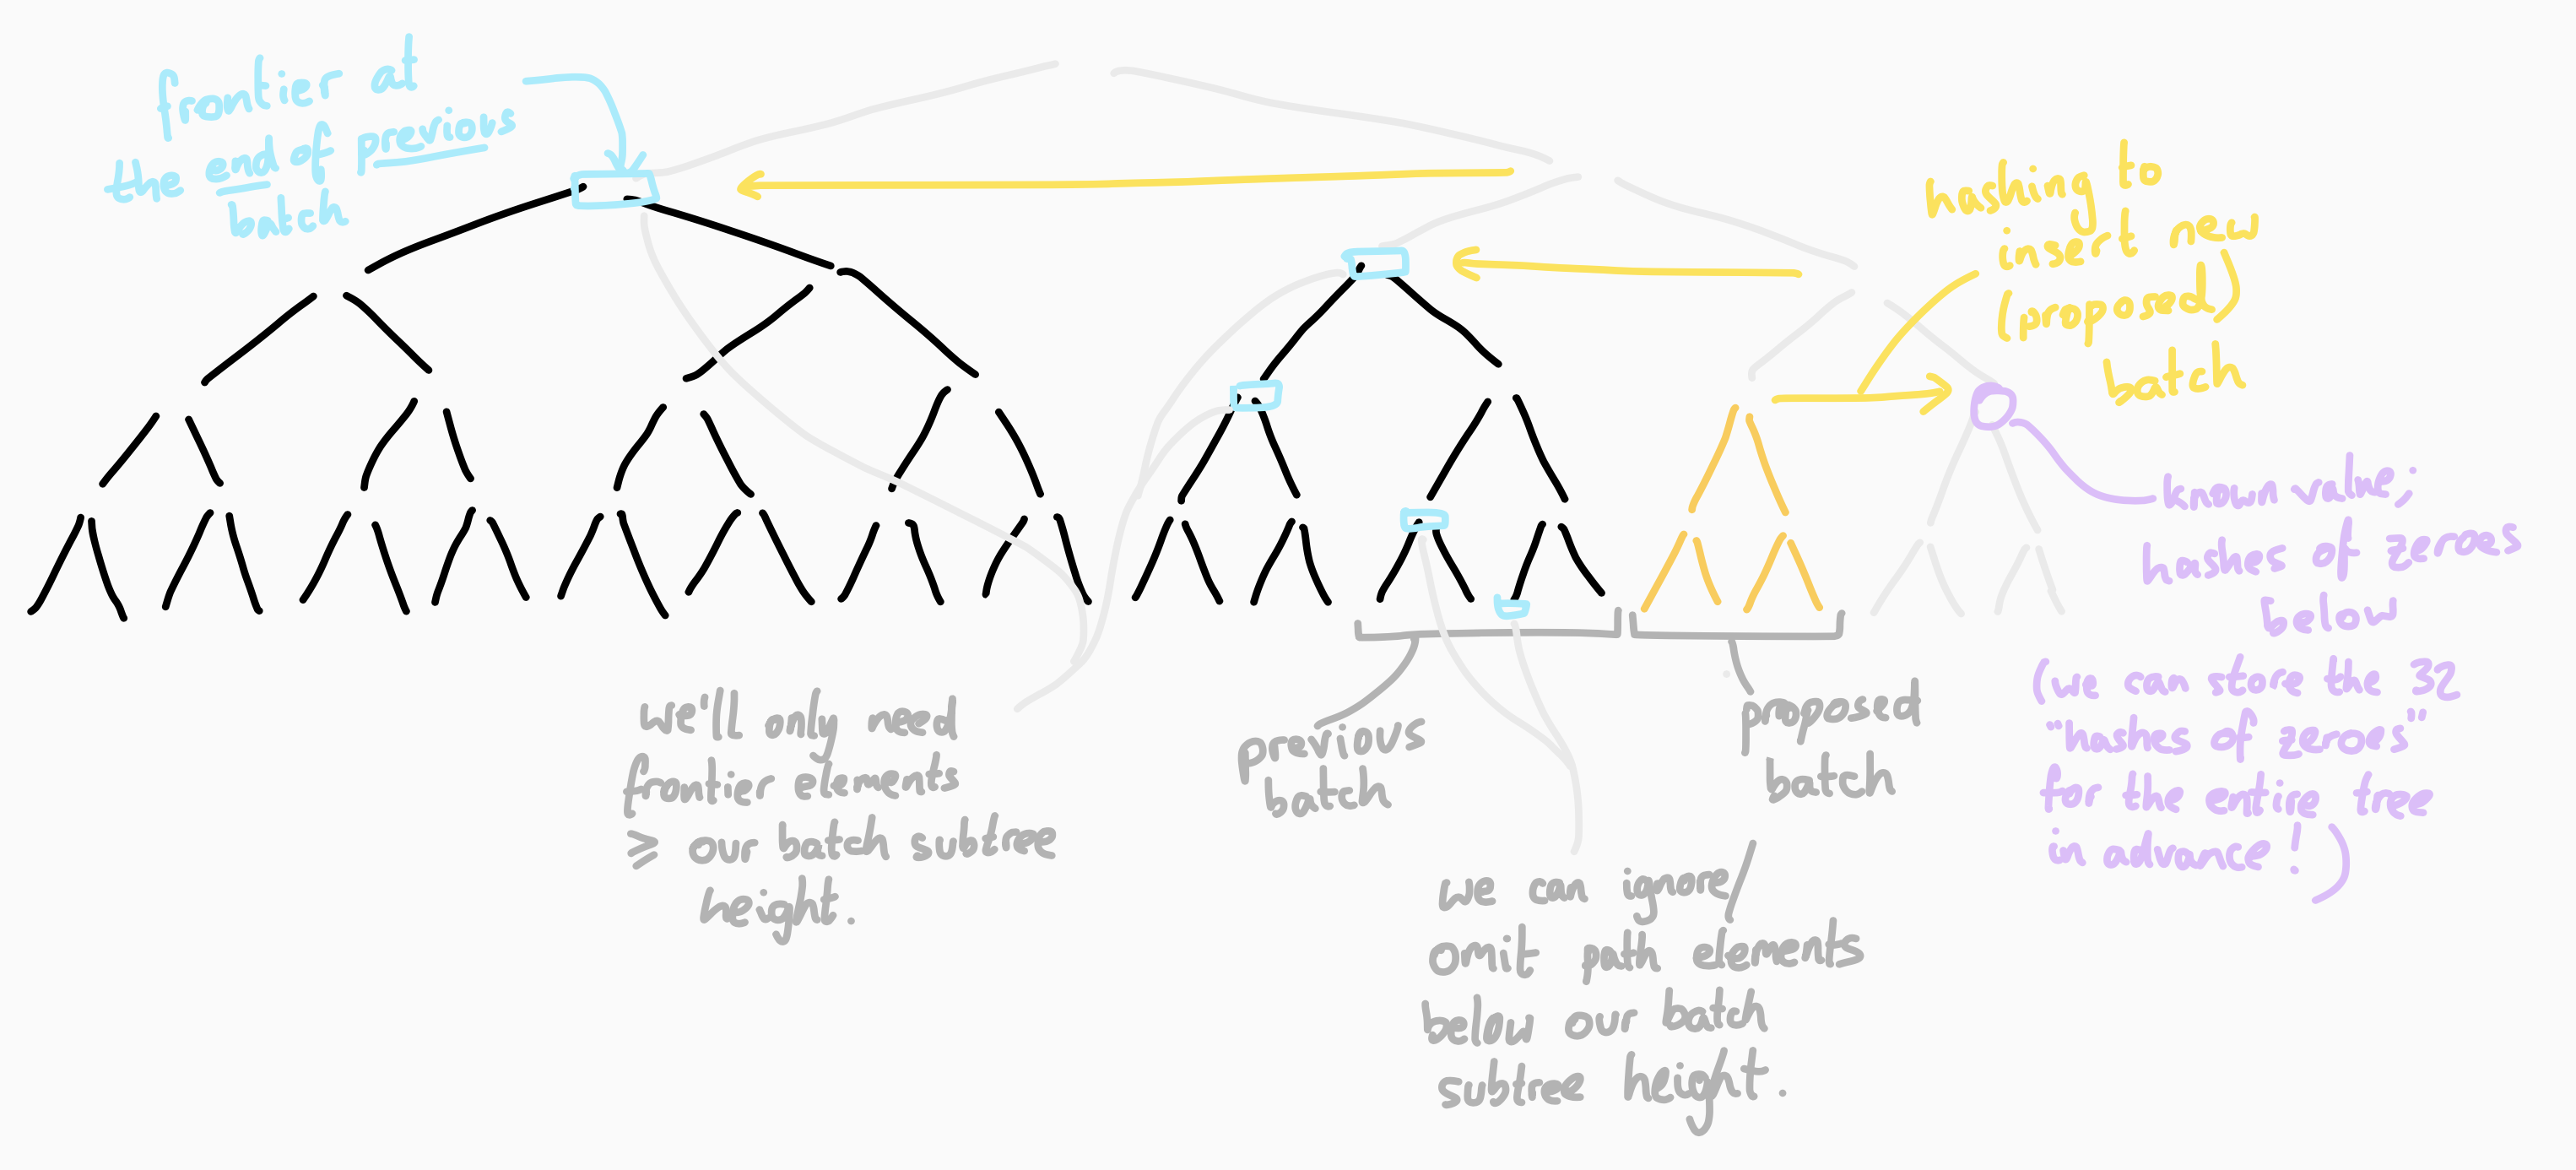 frontier at
the end of previous
batch
hashing to
insert new
(proposed)
batch
known value;
hashes of zeroes
below
(we can store the 32
"hashes of zeroes"
for the entire tree
in advance!)
we'll only need
frontier elements
⩾ our batch subtree
height.
previous
batch
proposed
batch
we can ignore/
omit path elements
below our batch
subtree height.